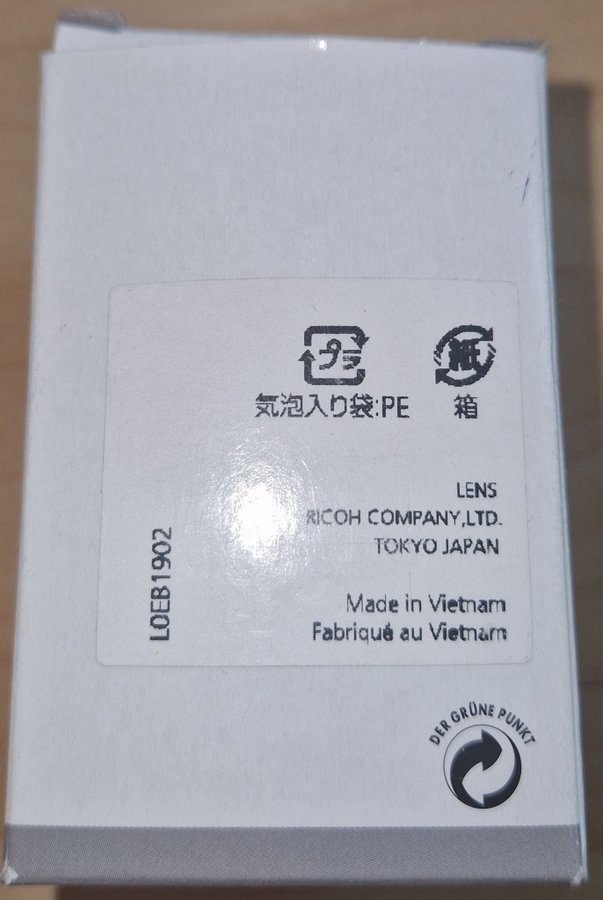 プラ 紙
気泡入り袋:PE 箱
LENS
RICOH COMPANY,LTD.
TOKYO JAPAN
L0EB1902
Made in Vietnam
Fabriqué au Vietnam
DER GRÜNE PUNKT